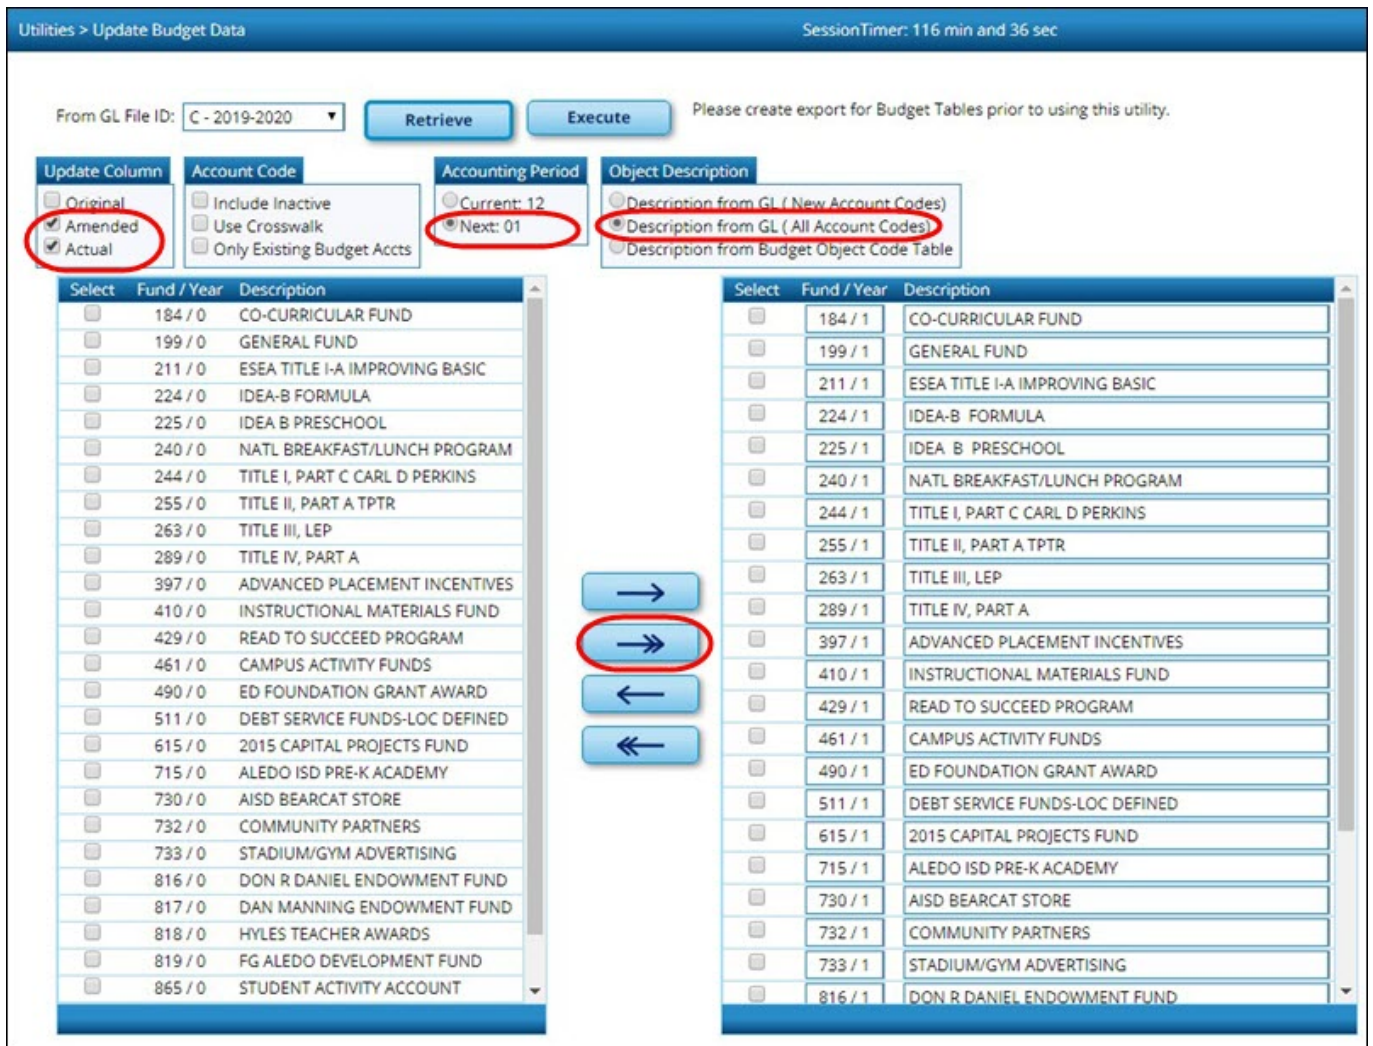 Utilities > Update Budget Data SessionTimer: 116 min and 36 sec
From GL File ID: C - 2019-2020 Retrieve Execute Please create export for Budget Tables prior to using this utility.
Update Column Account Code Accounting Period Object Description
Original Include Inactive Current: 12 Description from GL ( New Account Codes)
Amended Use Crosswalk Next: 01 Description from GL ( All Account Codes)
Actual Only Existing Budget Accts Description from Budget Object Code Table
Select Fund / Year Description
184 / 0 CO-CURRICULAR FUND
199 / 0 GENERAL FUND
211 / 0 ESEA TITLE I-A IMPROVING BASIC
224 / 0 IDEA-B FORMULA
225 / 0 IDEA B PRESCHOOL
240 / 0 NATL BREAKFAST/LUNCH PROGRAM
244 / 0 TITLE I, PART C CARL D PERKINS
255 / 0 TITLE II, PART A TPTR
263 / 0 TITLE III, LEP
289 / 0 TITLE IV, PART A
397 / 0 ADVANCED PLACEMENT INCENTIVES
410 / 0 INSTRUCTIONAL MATERIALS FUND
429 / 0 READ TO SUCCEED PROGRAM
461 / 0 CAMPUS ACTIVITY FUNDS
490 / 0 ED FOUNDATION GRANT AWARD
511 / 0 DEBT SERVICE FUNDS-LOC DEFINED
615 / 0 2015 CAPITAL PROJECTS FUND
715 / 0 ALEDO ISD PRE-K ACADEMY
730 / 0 AISD BEARCAT STORE
732 / 0 COMMUNITY PARTNERS
733 / 0 STADIUM/GYM ADVERTISING
816 / 0 DON R DANIEL ENDOWMENT FUND
817 / 0 DAN MANNING ENDOWMENT FUND
818 / 0 HYLES TEACHER AWARDS
819 / 0 FG ALEDO DEVELOPMENT FUND
865 / 0 STUDENT ACTIVITY ACCOUNT
Select Fund / Year Description
184 / 1 CO-CURRICULAR FUND
199 / 1 GENERAL FUND
211 / 1 ESEA TITLE I-A IMPROVING BASIC
224 / 1 IDEA-B FORMULA
225 / 1 IDEA B PRESCHOOL
240 / 1 NATL BREAKFAST/LUNCH PROGRAM
244 / 1 TITLE I, PART C CARL D PERKINS
255 / 1 TITLE II, PART A TPTR
263 / 1 TITLE III, LEP
289 / 1 TITLE IV, PART A
397 / 1 ADVANCED PLACEMENT INCENTIVES
410 / 1 INSTRUCTIONAL MATERIALS FUND
429 / 1 READ TO SUCCEED PROGRAM
461 / 1 CAMPUS ACTIVITY FUNDS
490 / 1 ED FOUNDATION GRANT AWARD
511 / 1 DEBT SERVICE FUNDS-LOC DEFINED
615 / 1 2015 CAPITAL PROJECTS FUND
715 / 1 ALEDO ISD PRE-K ACADEMY
730 / 1 AISD BEARCAT STORE
732 / 1 COMMUNITY PARTNERS
733 / 1 STADIUM/GYM ADVERTISING
816 / 1 DON R DANIEL ENDOWMENT FUND